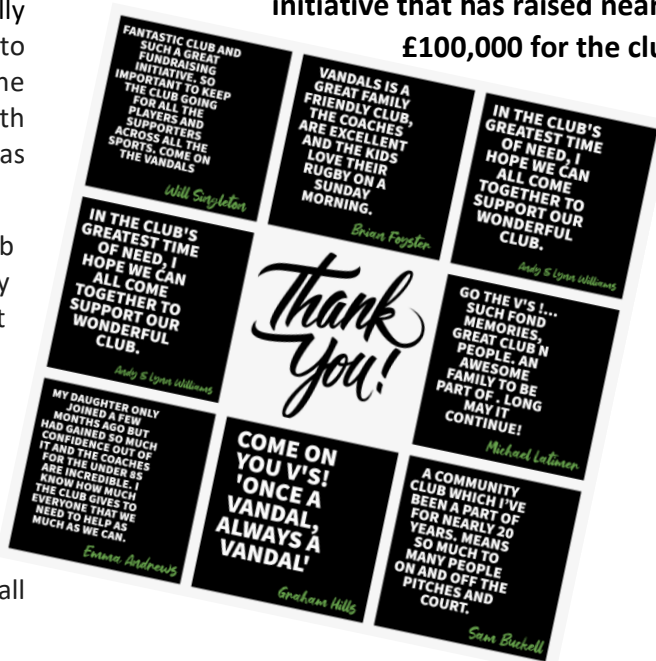 lly
to
ne
th
as
b
y
t
all
initiative that has raised near
£100,000 for the clu
FANTASTIC CLUB AND
SUCH A GREAT
FUNDRAISING
INITIATIVE. SO
IMPORTANT TO KEEP
THE CLUB GOING
FOR ALL THE
PLAYERS AND
SUPPORTERS
ACROSS ALL THE
SPORTS. COME ON
THE VANDALS
Will Singleton
VANDALS IS A
GREAT FAMILY
FRIENDLY CLUB,
THE COACHES
ARE EXCELLENT
AND THE KIDS
LOVE THEIR
RUGBY ON A
SUNDAY
MORNING.
Brian Foyster
IN THE CLUB'S
GREATEST TIME
OF NEED, I
HOPE WE CAN
ALL COME
TOGETHER TO
SUPPORT OUR
WONDERFUL
CLUB.
Andy & Lynn Williams
IN THE CLUB'S
GREATEST TIME
OF NEED, I
HOPE WE CAN
ALL COME
TOGETHER TO
SUPPORT OUR
WONDERFUL
CLUB.
Andy & Lynn Williams
Thank
You!
GO THE V'S !...
SUCH FOND
MEMORIES,
GREAT CLUB N
PEOPLE. AN
AWESOME
FAMILY TO BE
PART OF . LONG
MAY IT
CONTINUE!
Michael Latimer
MY DAUGHTER ONLY
JOINED A FEW
MONTHS AGO BUT
HAD GAINED SO MUCH
CONFIDENCE OUT OF
IT AND THE COACHES
FOR THE UNDER 8S
ARE INCREDIBLE. I
KNOW HOW MUCH
THE CLUB GIVES TO
EVERYONE THAT WE
NEED TO HELP AS
MUCH AS WE CAN.
Emma Andrews
COME ON
YOU V'S!
'ONCE A
VANDAL,
ALWAYS A
VANDAL'
Graham Hills
A COMMUNITY
CLUB WHICH I'VE
BEEN A PART OF
FOR NEARLY 20
YEARS. MEANS
SO MUCH TO
MANY PEOPLE
ON AND OFF THE
PITCHES AND
COURT.
Sam Buckell